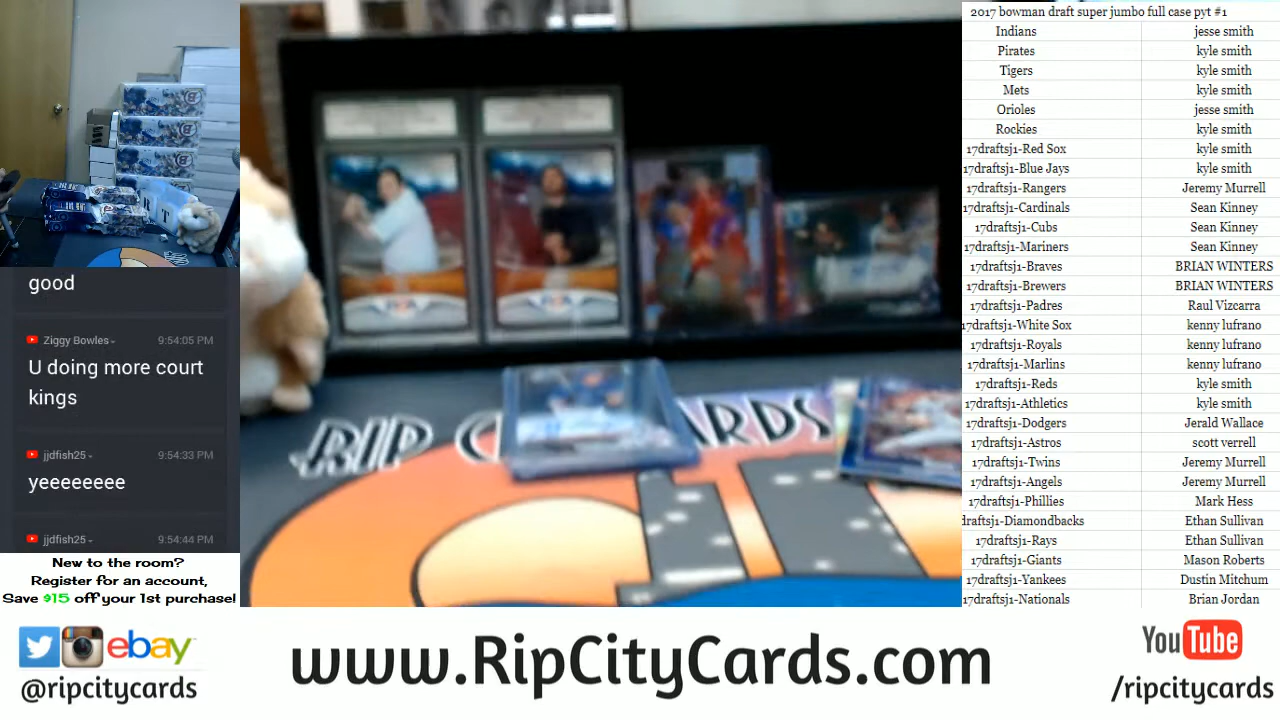 good
Ziggy Bowles 9:54:05 PM
U doing more court
kings
jjdfish25 9:54:33 PM
yeeeeeeee
jjdfish25 9:54:44 PM
New to the room?
Register for an account,
Save $15 off your 1st purchase!
RIP C ARDS
2017 bowman draft super jumbo full case pyt #1
Indians jesse smith
Pirates kyle smith
Tigers kyle smith
Mets kyle smith
Orioles jesse smith
Rockies kyle smith
17draftsj1-Red Sox kyle smith
17draftsj1-Blue Jays kyle smith
17draftsj1-Rangers Jeremy Murrell
17draftsj1-Cardinals Sean Kinney
17draftsj1-Cubs Sean Kinney
17draftsj1-Mariners Sean Kinney
17draftsj1-Braves BRIAN WINTERS
17draftsj1-Brewers BRIAN WINTERS
17draftsj1-Padres Raul Vizcarra
17draftsj1-White Sox kenny lufrano
17draftsj1-Royals kenny lufrano
17draftsj1-Marlins kenny lufrano
17draftsj1-Reds kyle smith
17draftsj1-Athletics kyle smith
17draftsj1-Dodgers Jerald Wallace
17draftsj1-Astros scott verrell
17draftsj1-Twins Jeremy Murrell
17draftsj1-Angels Jeremy Murrell
17draftsj1-Phillies Mark Hess
draftsj1-Diamondbacks Ethan Sullivan
17draftsj1-Rays Ethan Sullivan
17draftsj1-Giants Mason Roberts
17draftsj1-Yankees Dustin Mitchum
17draftsj1-Nationals Brian Jordan
ebay
@ripcitycards
www.RipCityCards.com
YouTube
/ripcitycards